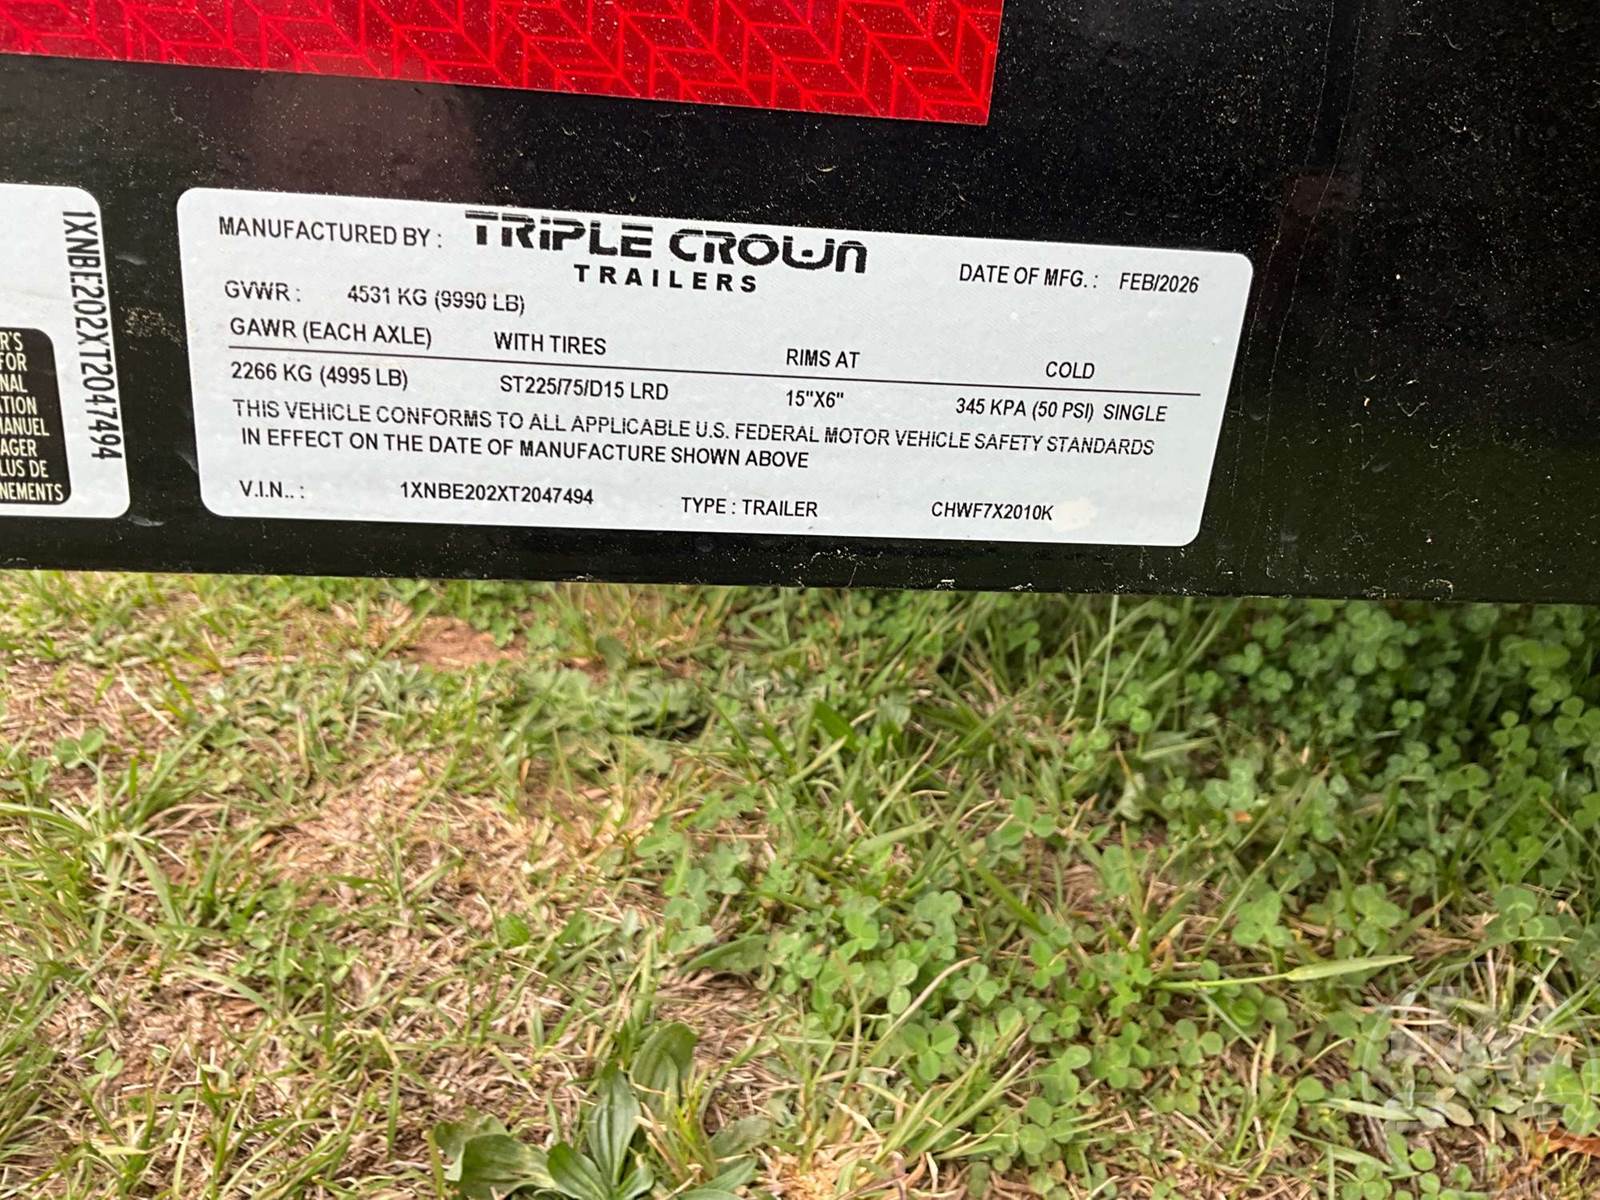 1XNBE202XT2047494
R'S
FOR
NAL
TION
MANUEL
AGER
LUS DE
NEMENTS
MANUFACTURED BY : TRIPLE CROWN
TRAILERS
DATE OF MFG. : FEB/2026
GVWR : 4531 KG (9990 LB)
GAWR (EACH AXLE) WITH TIRES RIMS AT COLD
2266 KG (4995 LB) ST225/75/D15 LRD 15"X6" 345 KPA (50 PSI) SINGLE
THIS VEHICLE CONFORMS TO ALL APPLICABLE U.S. FEDERAL MOTOR VEHICLE SAFETY STANDARDS
IN EFFECT ON THE DATE OF MANUFACTURE SHOWN ABOVE
V.I.N.. : 1XNBE202XT2047494 TYPE : TRAILER CHWF7X2010K